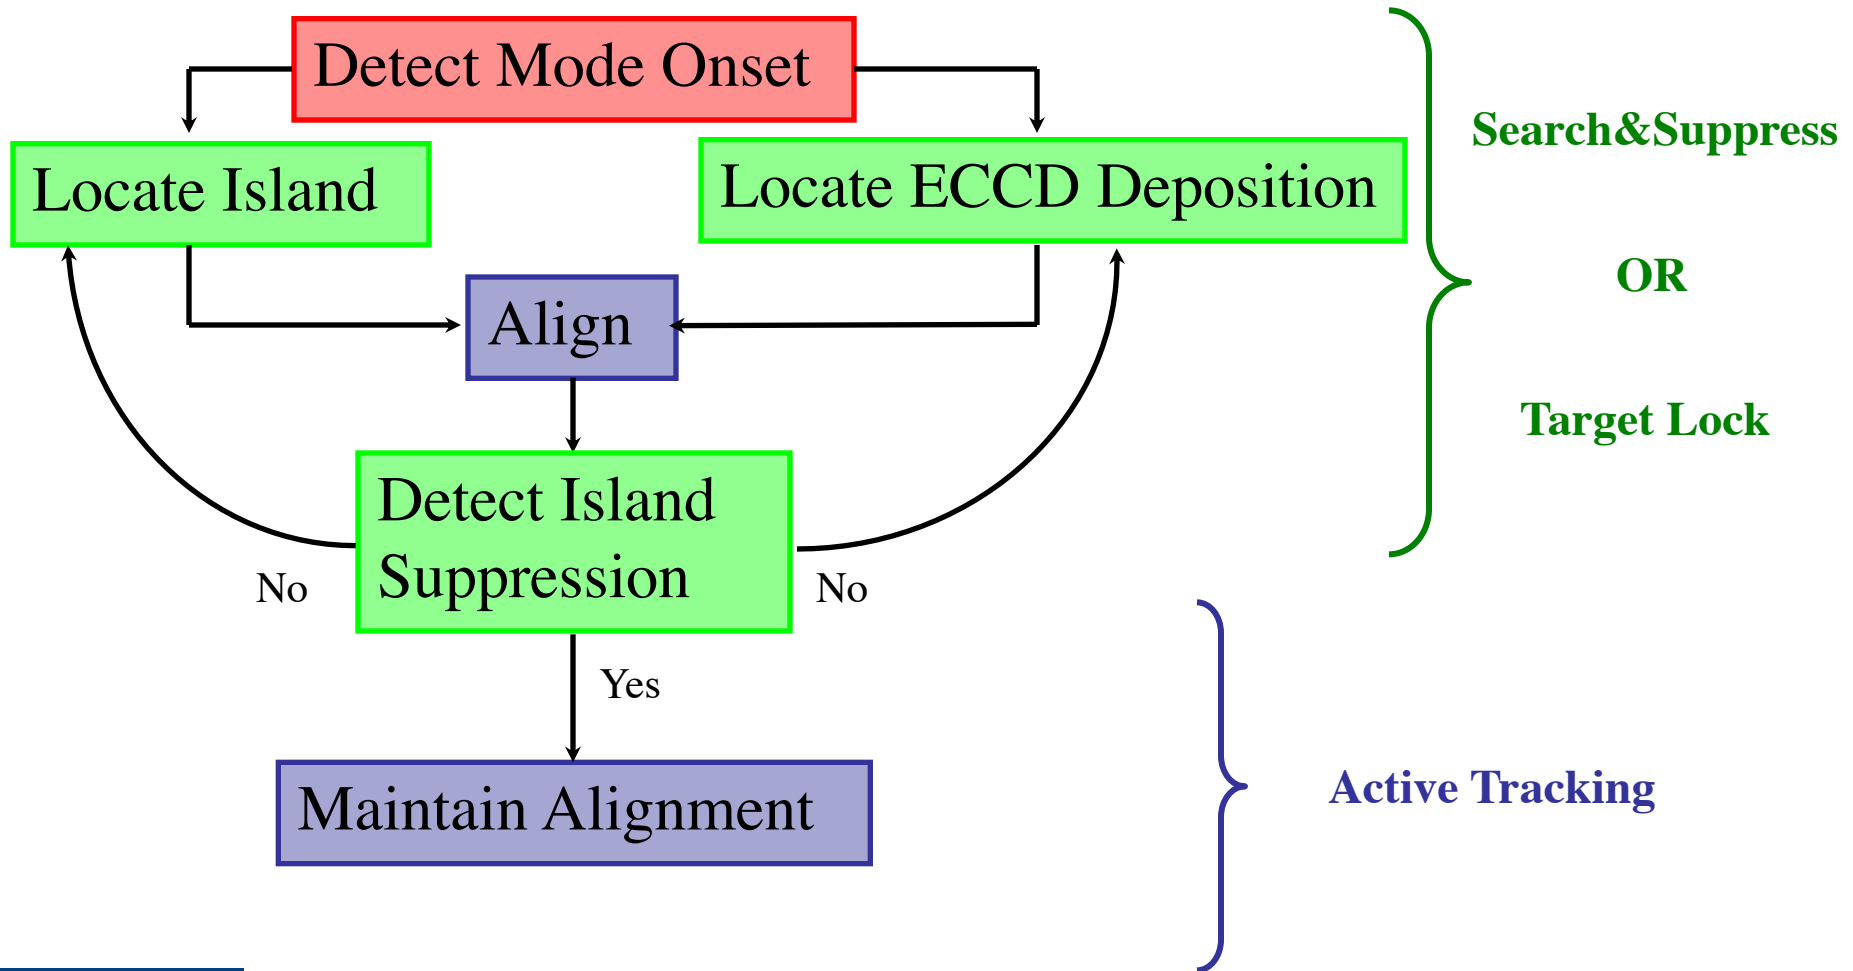 Detect Mode Onset
Search&Suppress
Locate Island
Locate ECCD Deposition
OR
Align
Target Lock
Detect Island
Suppression
No
No
Yes
Active Tracking
Maintain Alignment